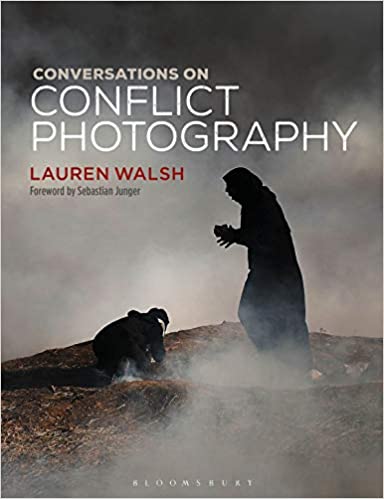 CONVERSATIONS ON
CONFLICT
PHOTOGRAPHY
LAUREN WALSH
Foreword by Sebastian Junger
BLOOMSBURY